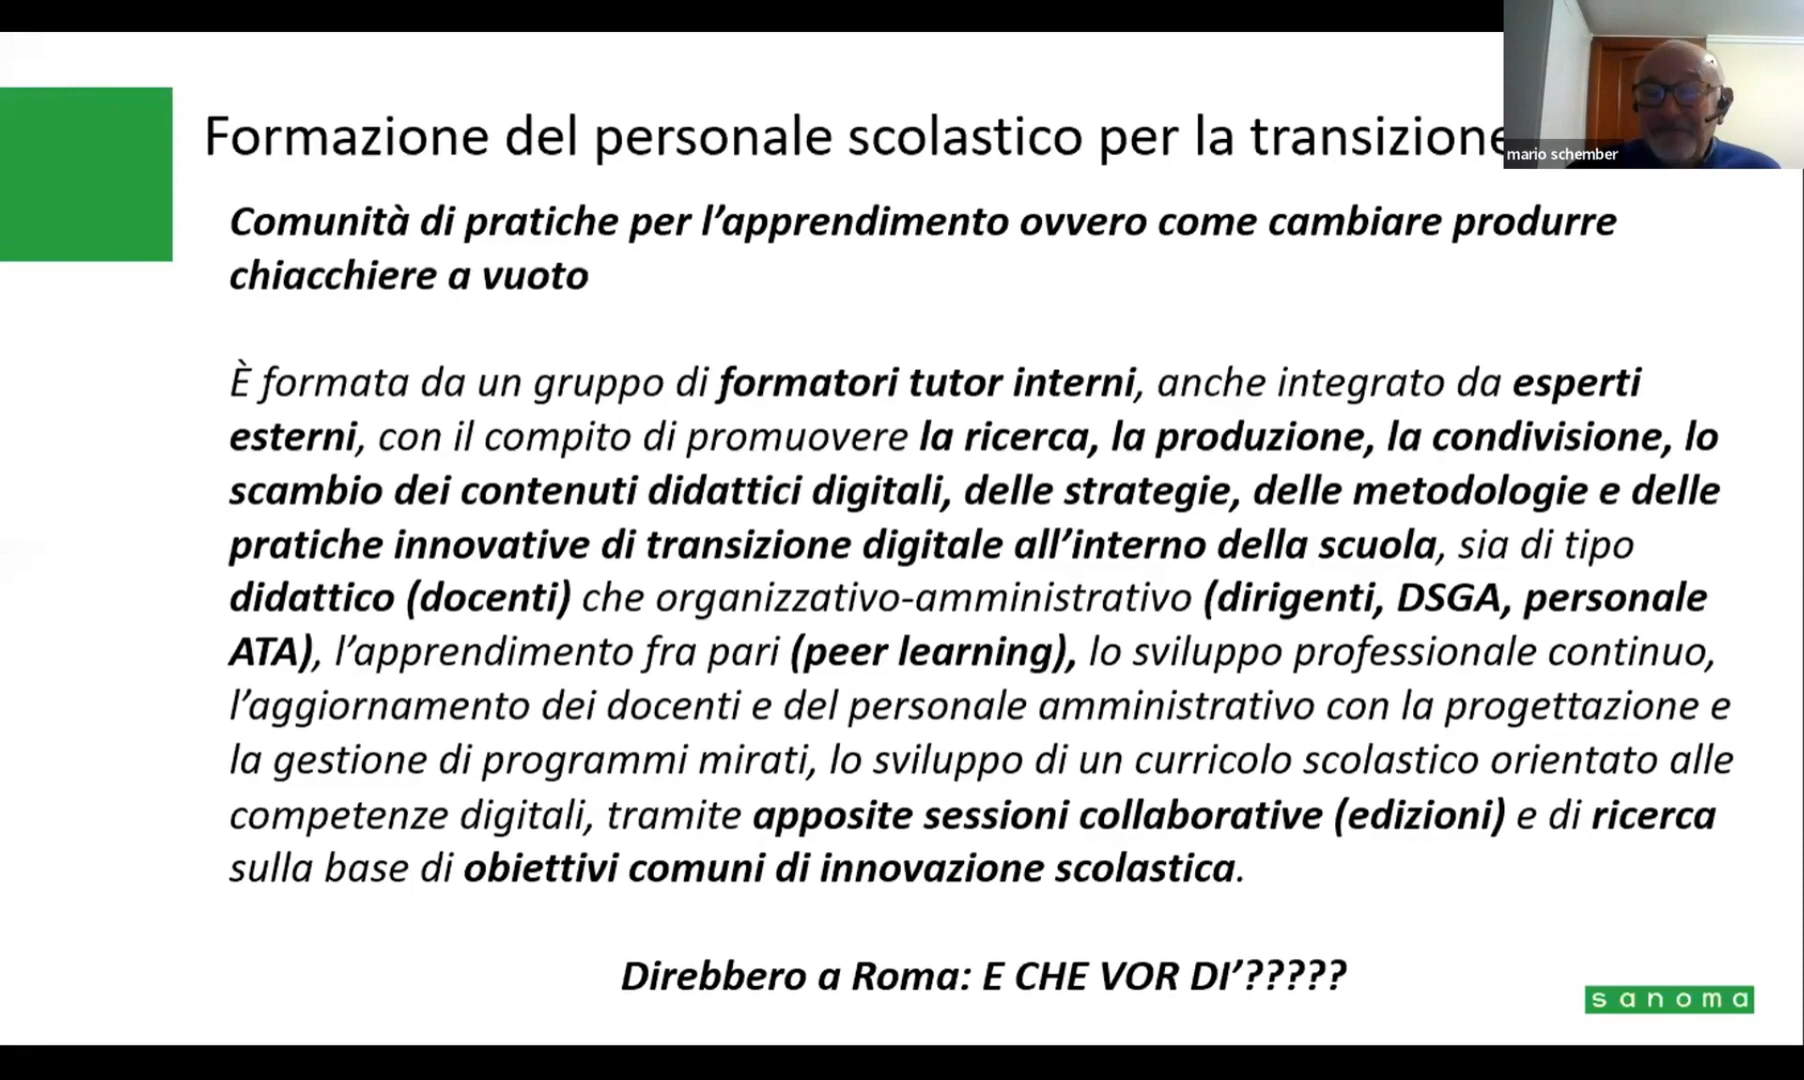 Formazione del personale scolastico per la transizione
mario schember
Comunità di pratiche per l’apprendimento ovvero come cambiare produrre
chiacchiere a vuoto
È formata da un gruppo di formatori tutor interni, anche integrato da esperti
esterni, con il compito di promuovere la ricerca, la produzione, la condivisione, lo
scambio dei contenuti didattici digitali, delle strategie, delle metodologie e delle
pratiche innovative di transizione digitale all’interno della scuola, sia di tipo
didattico (docenti) che organizzativo-amministrativo (dirigenti, DSGA, personale
ATA), l’apprendimento fra pari (peer learning), lo sviluppo professionale continuo,
l’aggiornamento dei docenti e del personale amministrativo con la progettazione e
la gestione di programmi mirati, lo sviluppo di un curricolo scolastico orientato alle
competenze digitali, tramite apposite sessioni collaborative (edizioni) e di ricerca
sulla base di obiettivi comuni di innovazione scolastica.
Direbbero a Roma: E CHE VOR DI’?????
sanoma